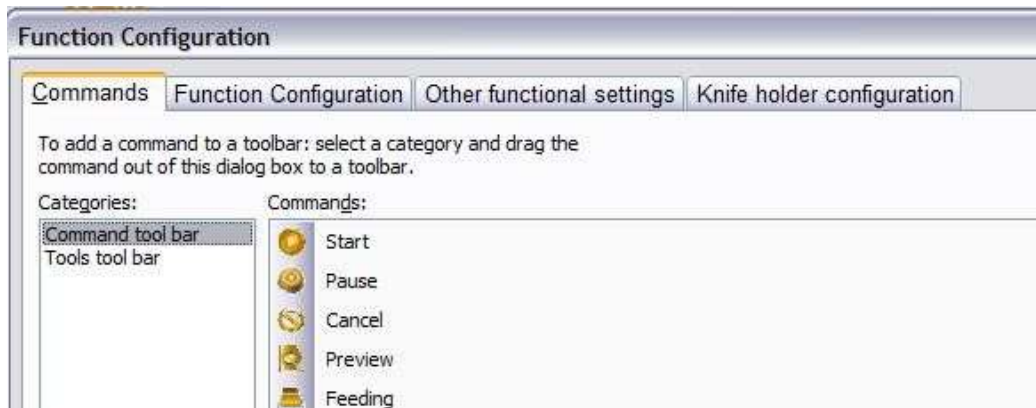 Function Configuration
Commands Function Configuration Other functional settings Knife holder configuration
To add a command to a toolbar: select a category and drag the
command out of this dialog box to a toolbar.
Categories: Commands:
Command tool bar
Tools tool bar
Start
Pause
Cancel
Preview
Feeding